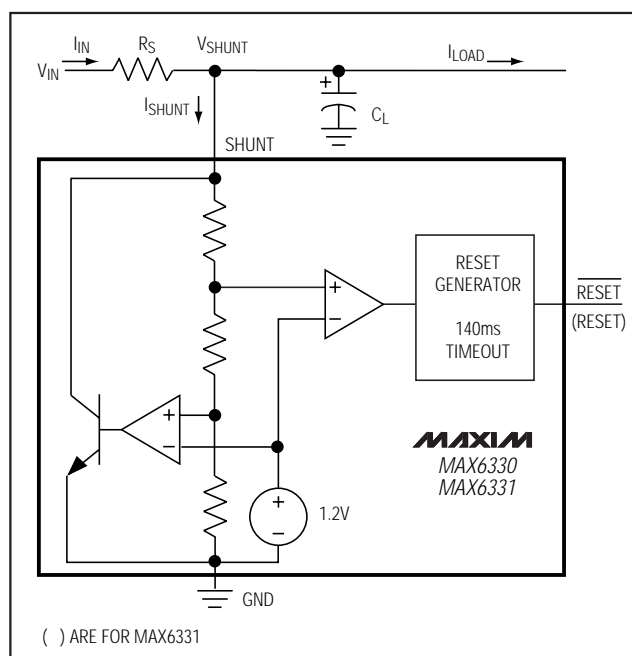 I_IN
R_S
V_SHUNT
I_LOAD
V_IN
I_SHUNT
+
C_L
SHUNT
+
−
RESET
GENERATOR
140ms
TIMEOUT
RESET
(RESET)
+
−
MAXIM
MAX6330
MAX6331
+
−
1.2V
GND
( ) ARE FOR MAX6331